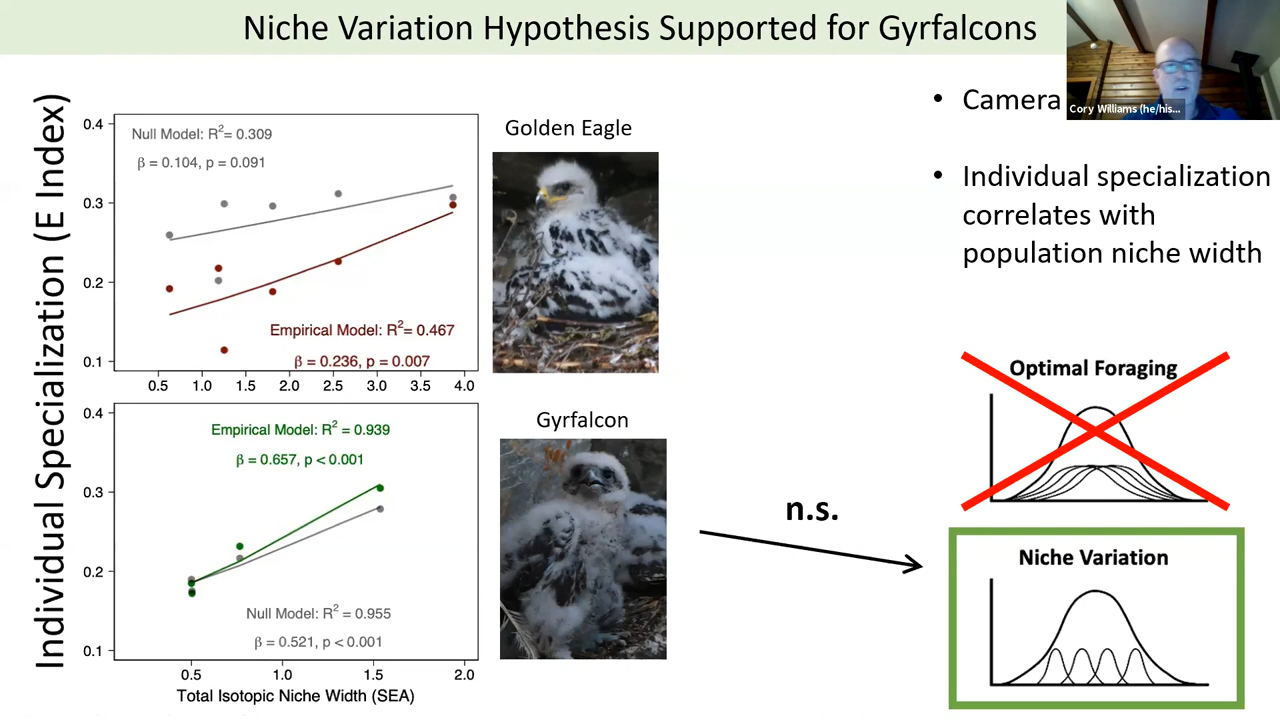 Niche Variation Hypothesis Supported for Gyrfalcons
Cory Williams (he/his...
Individual Specialization (E Index)
0.4
0.3
0.2
0.1
Null Model: R²= 0.309
β = 0.104, p = 0.091
Empirical Model: R²= 0.467
β = 0.236, p = 0.007
0.5 1.0 1.5 2.0 2.5 3.0 3.5 4.0
Golden Eagle
0.4
0.3
0.2
0.1
Empirical Model: R² = 0.939
β = 0.657, p < 0.001
Null Model: R² = 0.955
β = 0.521, p < 0.001
0.5 1.0 1.5 2.0
Total Isotopic Niche Width (SEA)
Gyrfalcon
n.s.
• Camera
• Individual specialization
correlates with
population niche width
Optimal Foraging
Niche Variation